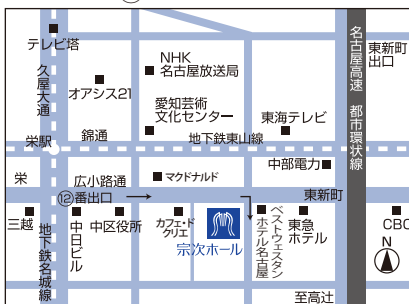 テレビ塔
久屋大通
NHK
名古屋放送局
オアシス21
愛知芸術
文化センター
名古屋高速 都市環状線
東新町
出口
東海テレビ
錦通
地下鉄東山線
栄駅
中部電力
栄
広小路通
マクドナルド
⑫番出口
東新町
三越
地下鉄名城線
中日ビル
中区役所
カフェ・ド
クリエ
宗次ホール
ベストウェスタン
ホテル名古屋
東急
ホテル
CBC
N
至高辻